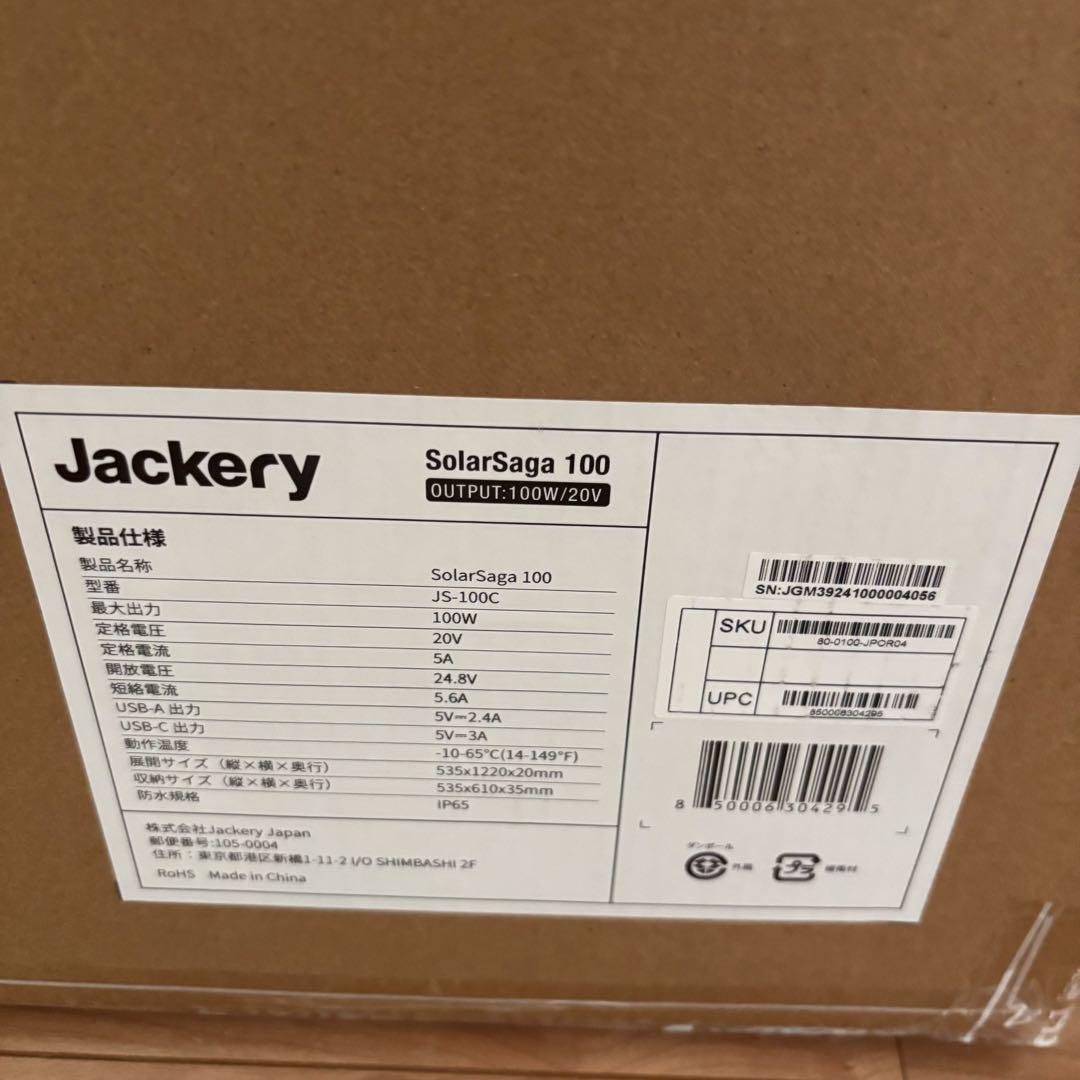 Jackery
SolarSaga 100
OUTPUT:100W/20V
製品仕様
製品名称 SolarSaga 100
型番 JS-100C
最大出力 100W
定格電圧 20V
定格電流 5A
開放電圧 24.8V
短絡電流 5.6A
USB-A 出力 5V⎓2.4A
USB-C 出力 5V⎓3A
動作温度 -10-65℃(14-149°F)
展開サイズ（縦×横×奥行） 535x1220x20mm
収納サイズ（縦×横×奥行） 535x610x35mm
防水規格 IP65
株式会社Jackery Japan
郵便番号:105-0004
住所：東京都港区新橋1-11-2 I/O SHIMBASHI 2F
RoHS Made in China
SN:JGM39241000004056
SKU
80-0100-JPOR04
UPC
850006304295
8 50006 30429 5
ダンボール
外箱
プラ
緩衝材